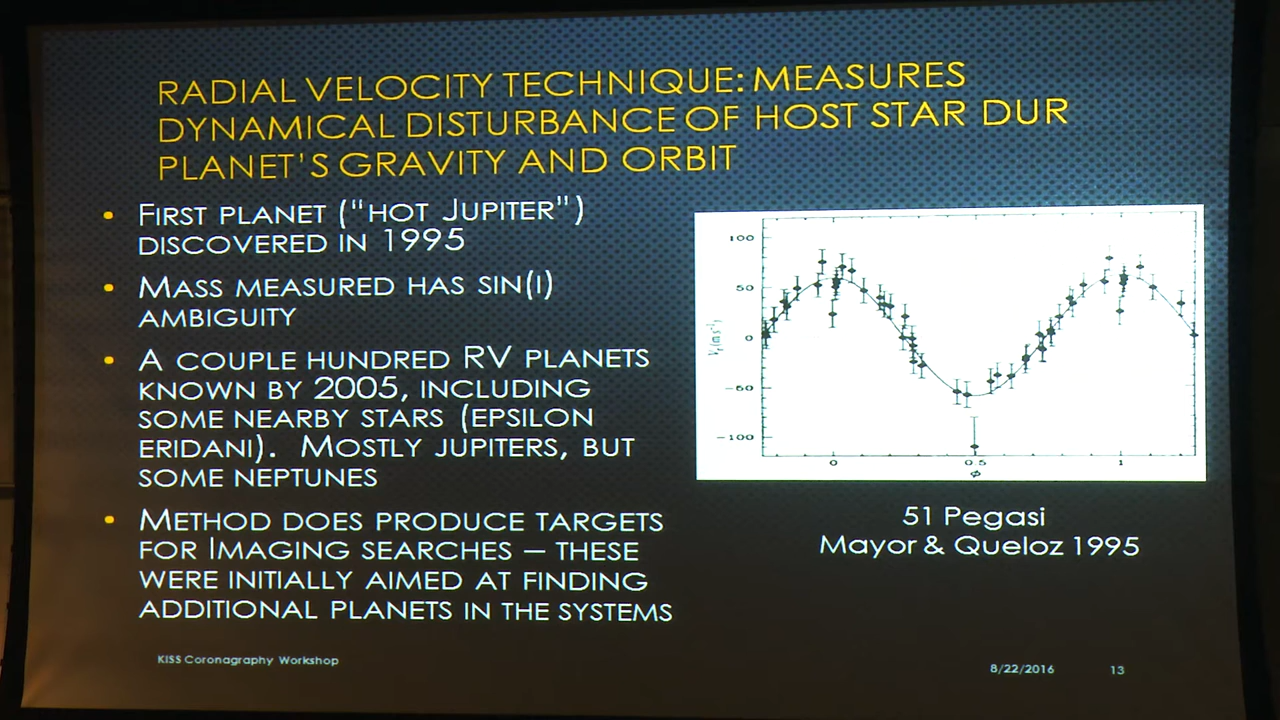 RADIAL VELOCITY TECHNIQUE: MEASURES
DYNAMICAL DISTURBANCE OF HOST STAR DUR
PLANET'S GRAVITY AND ORBIT
• FIRST PLANET ("HOT JUPITER")
DISCOVERED IN 1995
• MASS MEASURED HAS SIN(I)
AMBIGUITY
• A COUPLE HUNDRED RV PLANETS
KNOWN BY 2005, INCLUDING
SOME NEARBY STARS (EPSILON
ERIDANI). MOSTLY JUPITERS, BUT
SOME NEPTUNES
• METHOD DOES PRODUCE TARGETS
FOR IMAGING SEARCHES – THESE
WERE INITIALLY AIMED AT FINDING
ADDITIONAL PLANETS IN THE SYSTEMS
100
50
0
-50
-100
Vr(ms⁻¹)
0 0.5 1
φ
51 Pegasi
Mayor & Queloz 1995
KISS Coronagraphy Workshop
8/22/2016 13